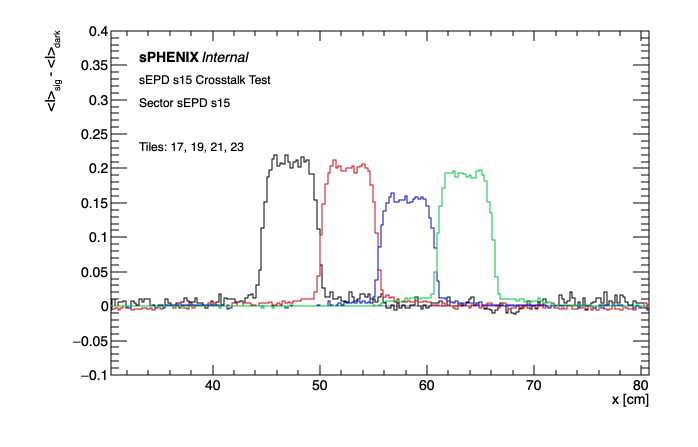 <I>sig - <I>dark
0.4
0.35
0.3
0.25
0.2
0.15
0.1
0.05
0
−0.05
−0.1
sPHENIX Internal
sEPD s15 Crosstalk Test
Sector sEPD s15
Tiles: 17, 19, 21, 23
40 50 60 70 80
x [cm]